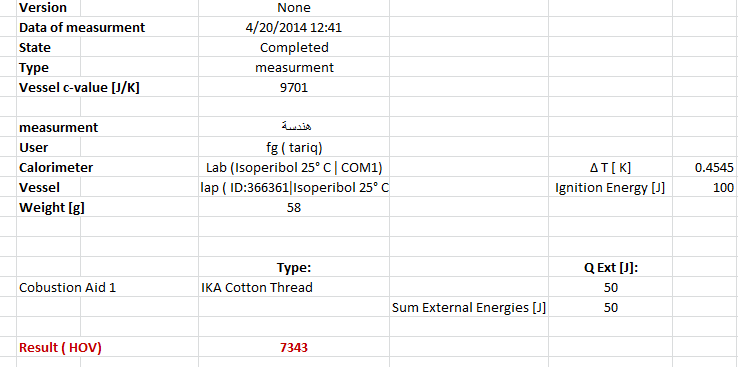 Version None
Data of measurment 4/20/2014 12:41
State Completed
Type measurment
Vessel c-value [J/K] 9701
measurment هندسة
User fg ( tariq)
Calorimeter Lab (Isoperibol 25° C | COM1) Δ T [ K] 0.4545
Vessel lap ( ID:366361|Isoperibol 25° C Ignition Energy [J] 100
Weight [g] 58
Type: Q Ext [J]:
Cobustion Aid 1 IKA Cotton Thread 50
Sum External Energies [J] 50
Result ( HOV) 7343